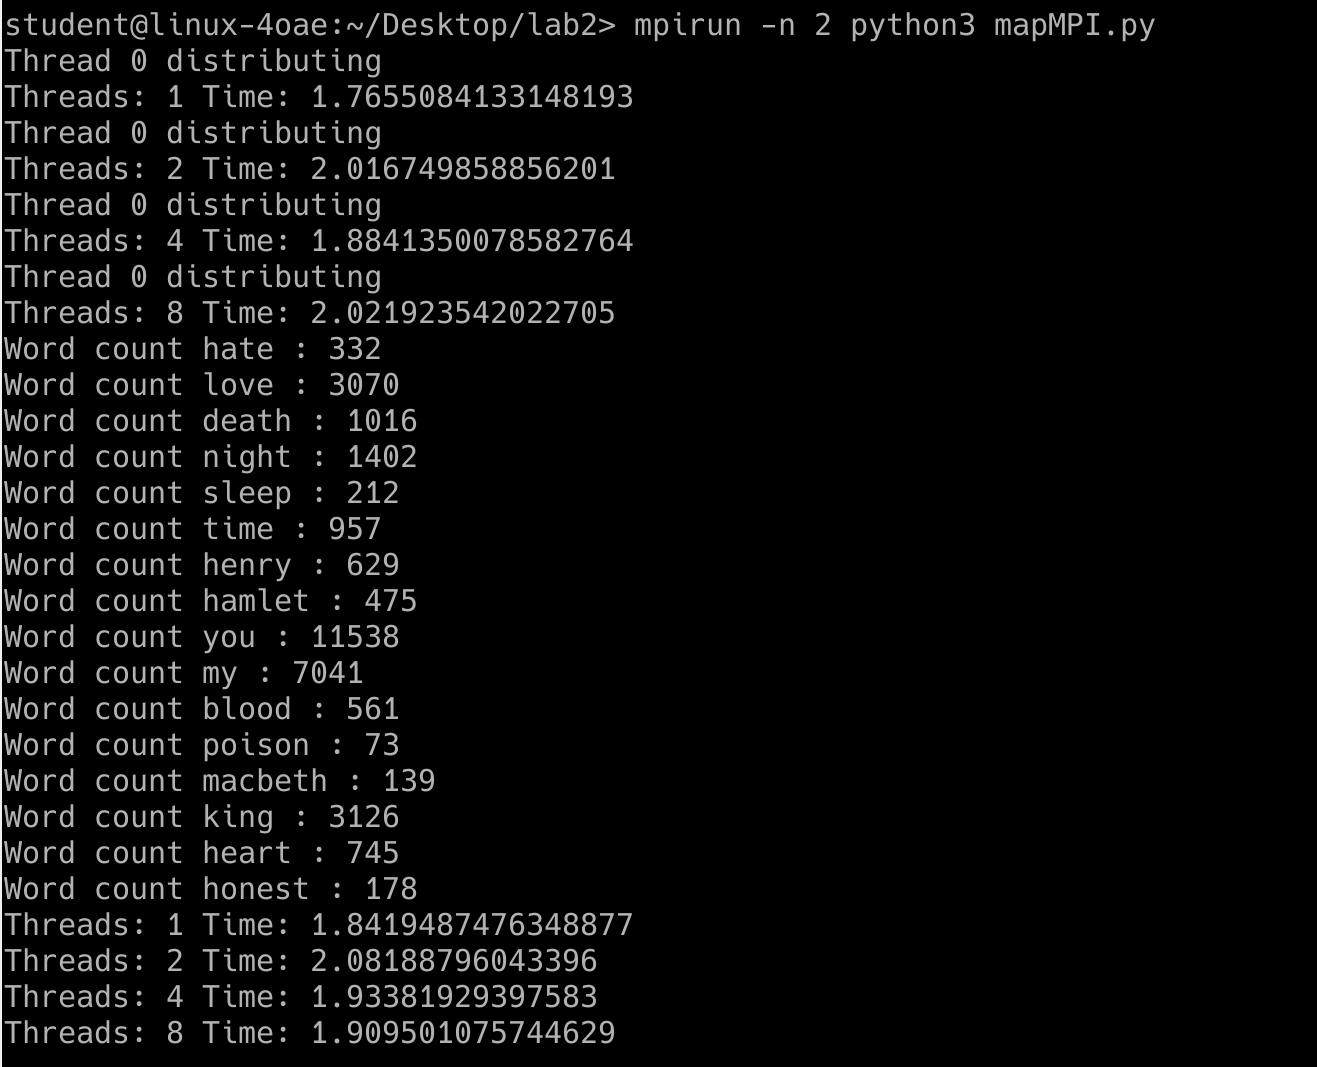 student@linux-4oae:~/Desktop/lab2> mpirun -n 2 python3 mapMPI.py
Thread 0 distributing
Threads: 1 Time: 1.7655084133148193
Thread 0 distributing
Threads: 2 Time: 2.016749858856201
Thread 0 distributing
Threads: 4 Time: 1.8841350078582764
Thread 0 distributing
Threads: 8 Time: 2.021923542022705
Word count hate : 332
Word count love : 3070
Word count death : 1016
Word count night : 1402
Word count sleep : 212
Word count time : 957
Word count henry : 629
Word count hamlet : 475
Word count you : 11538
Word count my : 7041
Word count blood : 561
Word count poison : 73
Word count macbeth : 139
Word count king : 3126
Word count heart : 745
Word count honest : 178
Threads: 1 Time: 1.8419487476348877
Threads: 2 Time: 2.08188796043396
Threads: 4 Time: 1.93381929397583
Threads: 8 Time: 1.909501075744629